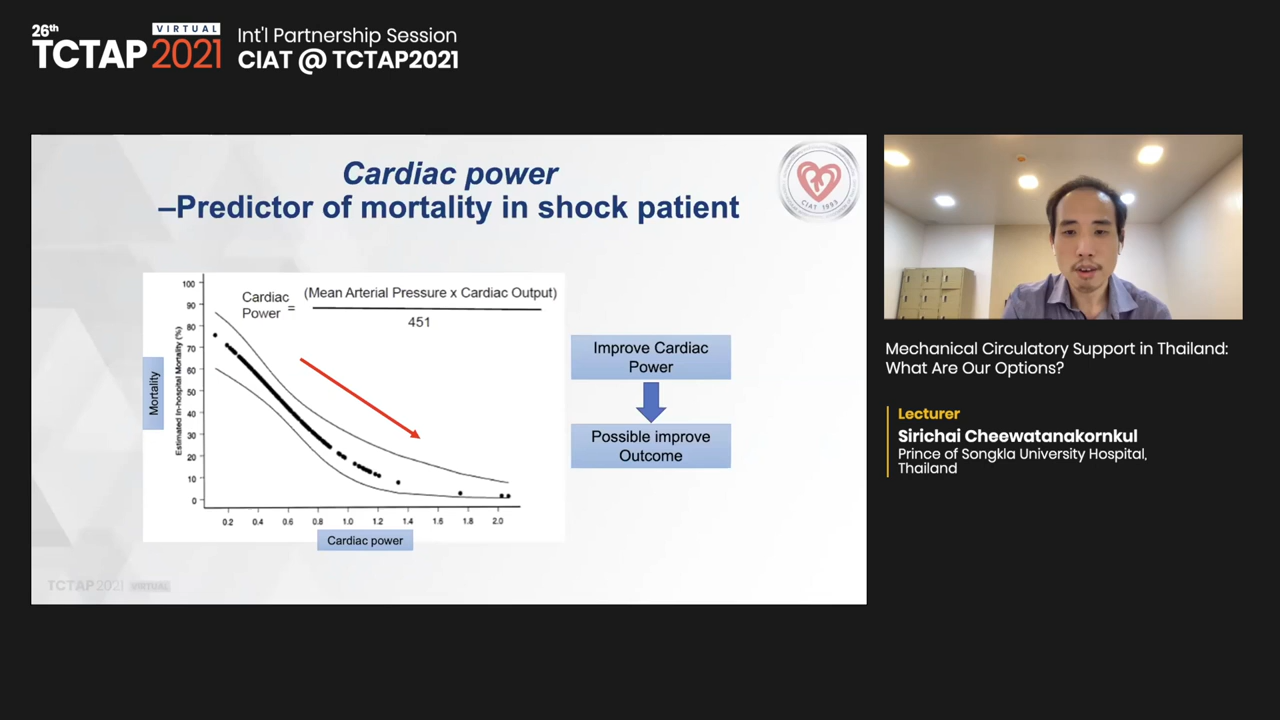 26th
TCTAP
VIRTUAL
2021
Int'l Partnership Session
CIAT @ TCTAP2021
Cardiac power
–Predictor of mortality in shock patient
CIAT 1993
Cardiac
Power
=
(Mean Arterial Pressure x Cardiac Output)
451
100
90
80
70
60
50
40
30
20
10
0
Mortality
Estimated In-hospital Mortality (%)
0.2 0.4 0.6 0.8 1.0 1.2 1.4 1.6 1.8 2.0
Cardiac power
Improve Cardiac
Power
Possible improve
Outcome
TCTAP 2021 VIRTUAL
Mechanical Circulatory Support in Thailand:
What Are Our Options?
Lecturer
Sirichai Cheewatanakornkul
Prince of Songkla University Hospital,
Thailand